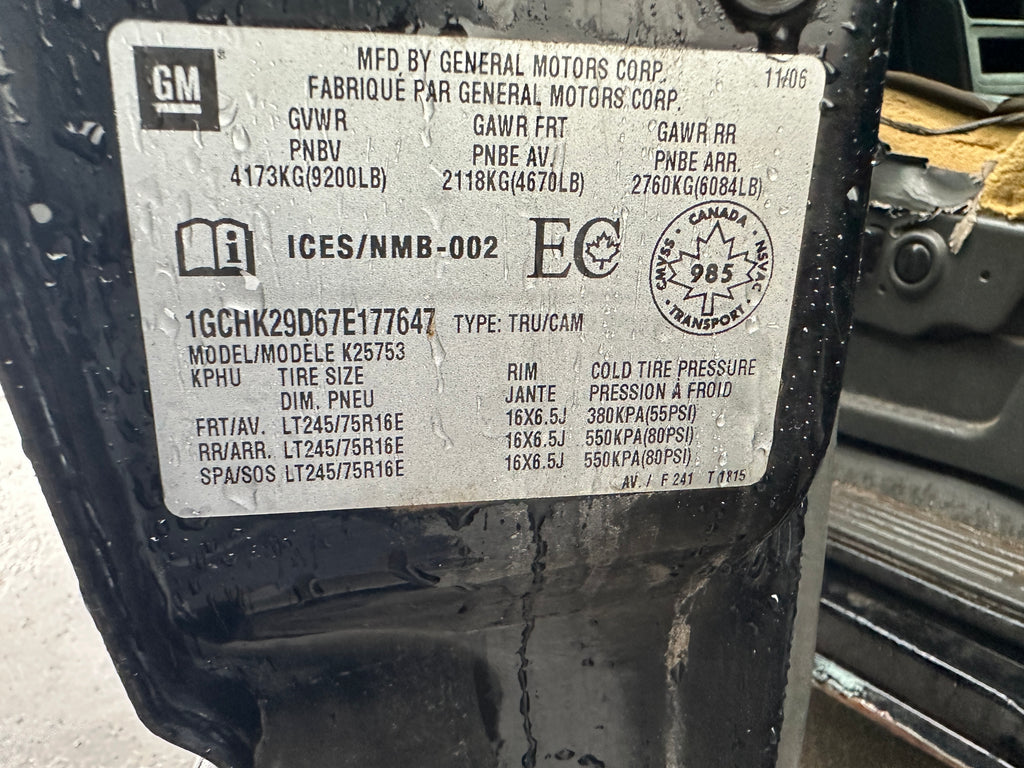 GM
MFD BY GENERAL MOTORS CORP.
11/06
FABRIQUÉ PAR GENERAL MOTORS CORP.
GVWR GAWR FRT GAWR RR
PNBV PNBE AV. PNBE ARR.
4173KG(9200LB) 2118KG(4670LB) 2760KG(6084LB)
i ICES/NMB-002 EC
CANADA
CMVSS 985 NSVAC
TRANSPORT
1GCHK29D67E177647 TYPE: TRU/CAM
MODEL/MODÈLE K25753
KPHU TIRE SIZE RIM COLD TIRE PRESSURE
DIM. PNEU JANTE PRESSION À FROID
FRT/AV. LT245/75R16E 16X6.5J 380KPA(55PSI)
RR/ARR. LT245/75R16E 16X6.5J 550KPA(80PSI)
SPA/SOS LT245/75R16E 16X6.5J 550KPA(80PSI)
AV. / F 241 T 1815